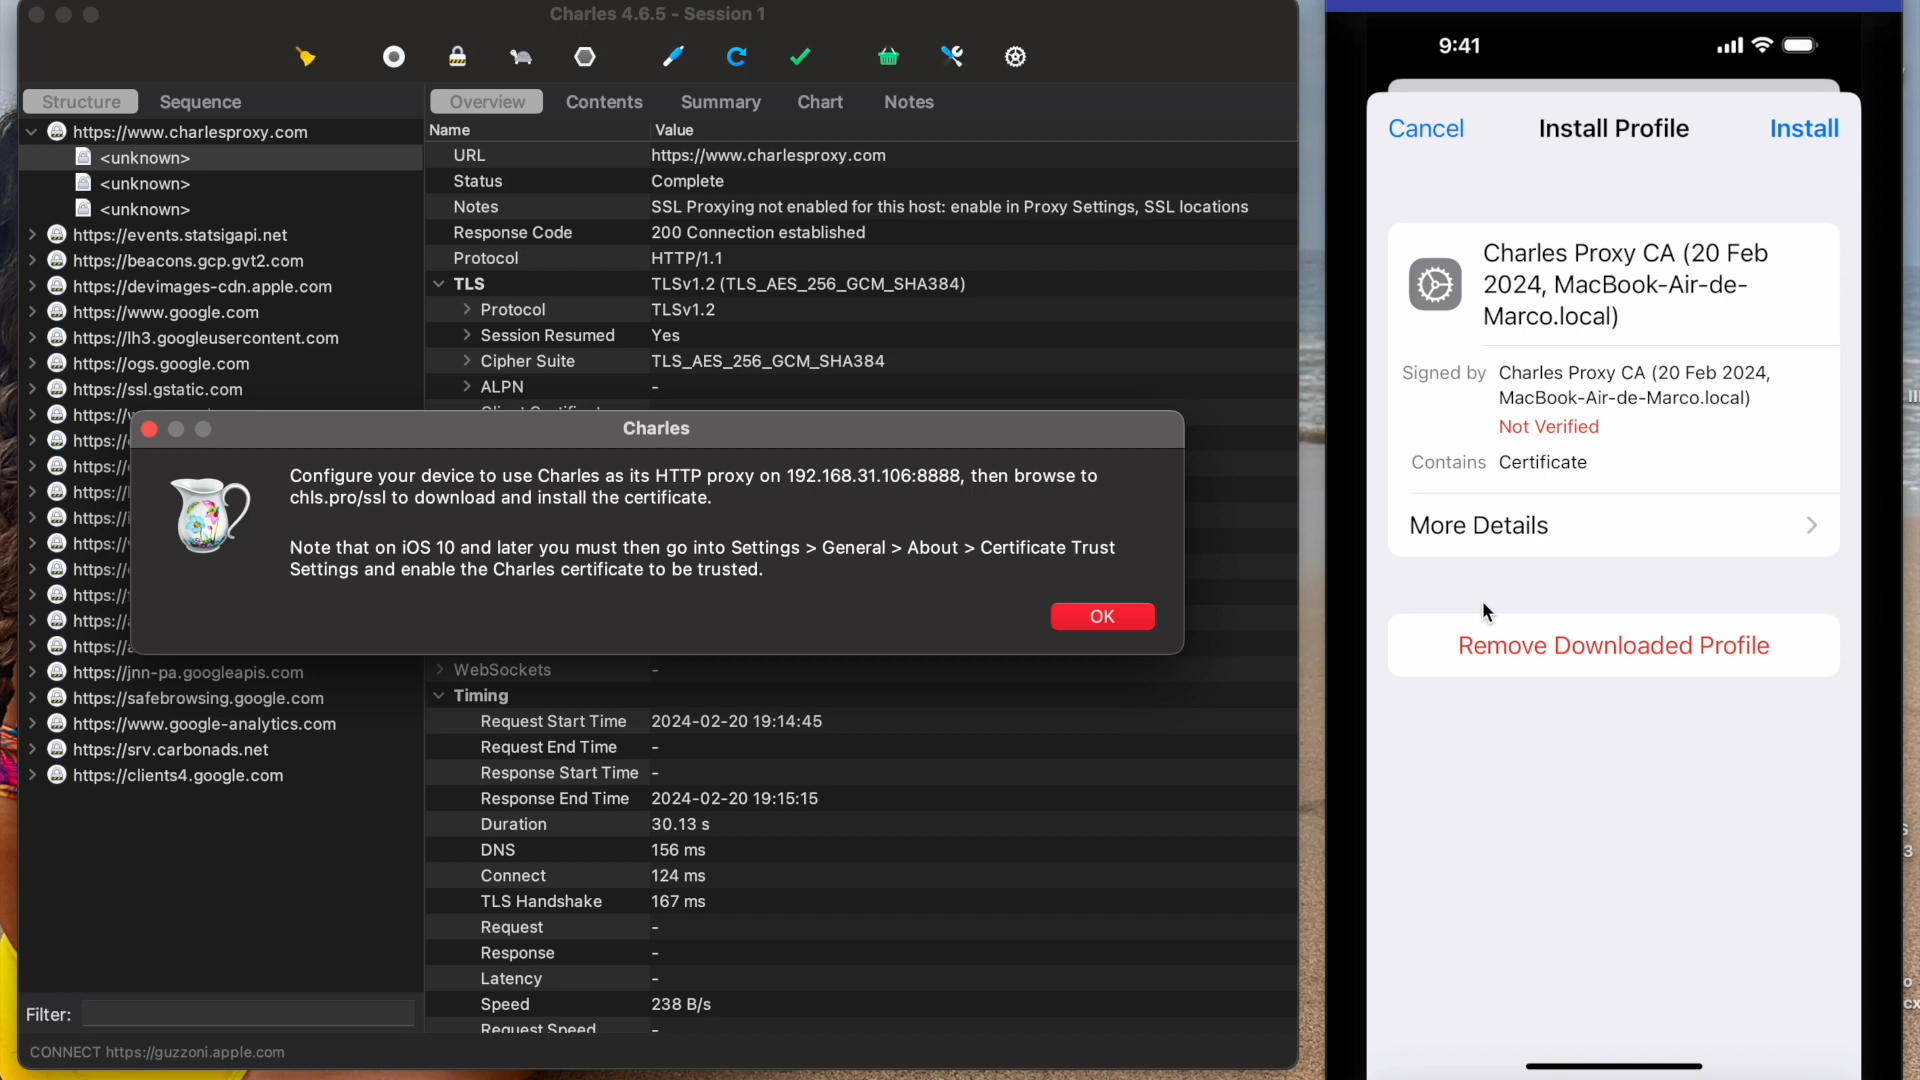 Charles 4.6.5 - Session 1
Structure
Sequence
https://www.charlesproxy.com
<unknown>
<unknown>
<unknown>
https://events.statsigapi.net
https://beacons.gcp.gvt2.com
https://devimages-cdn.apple.com
https://www.google.com
https://lh3.googleusercontent.com
https://ogs.google.com
https://ssl.gstatic.com
https://
https://
https://
https://
https://
https://
https://
https://
https://
https://
https://jnn-pa.googleapis.com
https://safebrowsing.google.com
https://www.google-analytics.com
https://srv.carbonads.net
https://clients4.google.com
Filter:
CONNECT https://guzzoni.apple.com
Overview
Contents
Summary
Chart
Notes
Name Value
URL https://www.charlesproxy.com
Status Complete
Notes SSL Proxying not enabled for this host: enable in Proxy Settings, SSL locations
Response Code 200 Connection established
Protocol HTTP/1.1
TLS TLSv1.2 (TLS_AES_256_GCM_SHA384)
Protocol TLSv1.2
Session Resumed Yes
Cipher Suite TLS_AES_256_GCM_SHA384
ALPN -
WebSockets -
Timing
Request Start Time 2024-02-20 19:14:45
Request End Time -
Response Start Time -
Response End Time 2024-02-20 19:15:15
Duration 30.13 s
DNS 156 ms
Connect 124 ms
TLS Handshake 167 ms
Request -
Response -
Latency -
Speed 238 B/s
Request Speed -
Charles
Configure your device to use Charles as its HTTP proxy on 192.168.31.106:8888, then browse to
chls.pro/ssl to download and install the certificate.
Note that on iOS 10 and later you must then go into Settings > General > About > Certificate Trust
Settings and enable the Charles certificate to be trusted.
OK
9:41
Cancel
Install Profile
Install
Charles Proxy CA (20 Feb
2024, MacBook-Air-de-
Marco.local)
Signed by Charles Proxy CA (20 Feb 2024,
MacBook-Air-de-Marco.local)
Not Verified
Contains Certificate
More Details
Remove Downloaded Profile